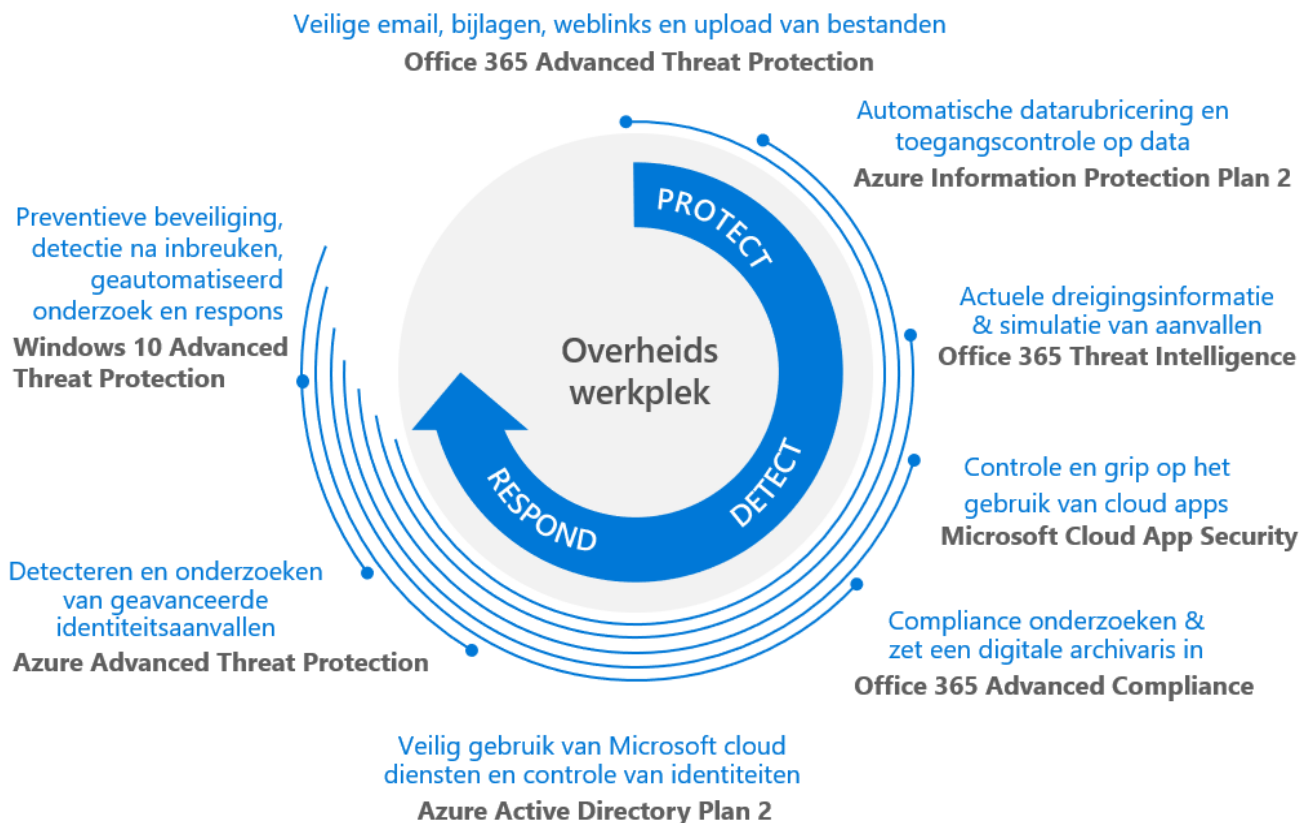 Veilige email, bijlagen, weblinks en upload van bestanden
Office 365 Advanced Threat Protection
Automatische datarubricering en
toegangscontrole op data
Azure Information Protection Plan 2
Actuele dreigingsinformatie
& simulatie van aanvallen
Office 365 Threat Intelligence
Controle en grip op het
gebruik van cloud apps
Microsoft Cloud App Security
Compliance onderzoeken &
zet een digitale archivaris in
Office 365 Advanced Compliance
Veilig gebruik van Microsoft cloud
diensten en controle van identiteiten
Azure Active Directory Plan 2
Detecteren en onderzoeken
van geavanceerde
identiteitsaanvallen
Azure Advanced Threat Protection
Preventieve beveiliging,
detectie na inbreuken,
geautomatiseerd
onderzoek en respons
Windows 10 Advanced
Threat Protection
PROTECT
DETECT
RESPOND
Overheids
werkplek